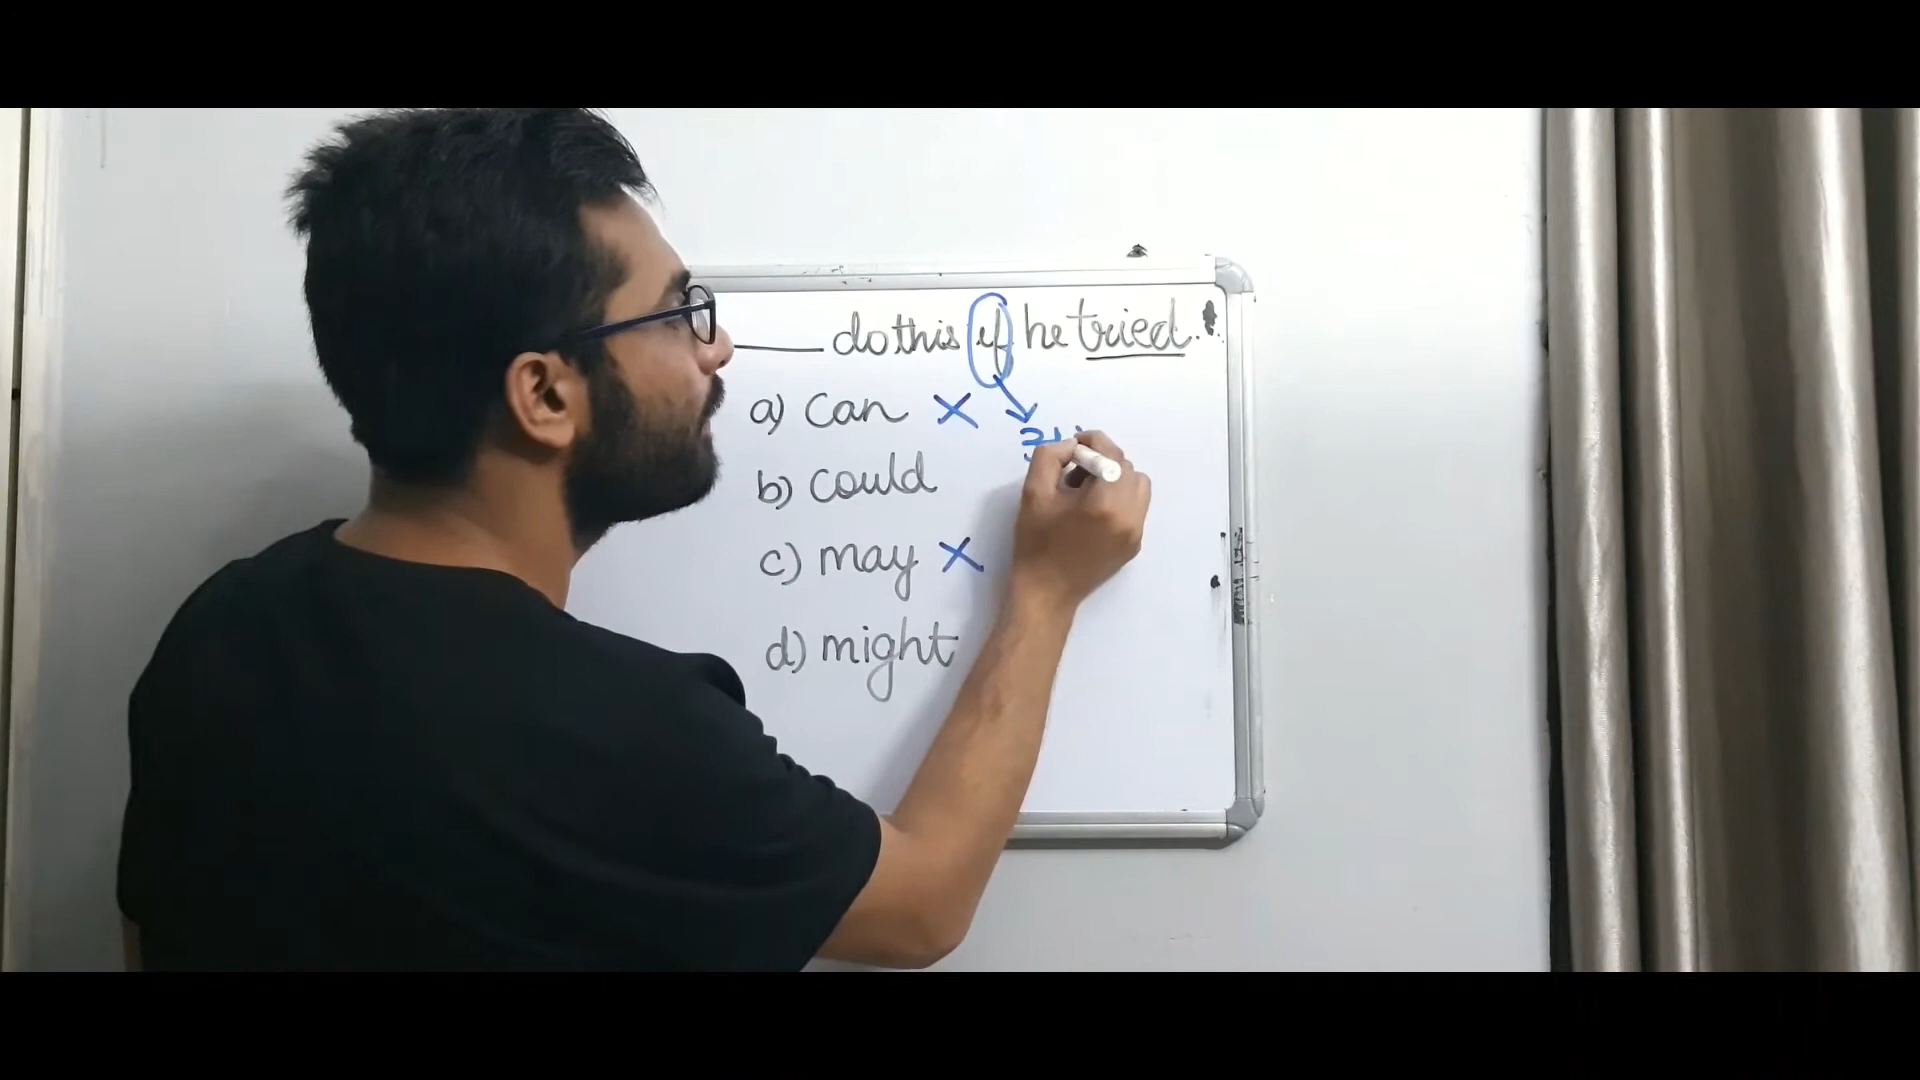 ____ do this if he tried.
a) can ×
b) could
c) may ×
d) might